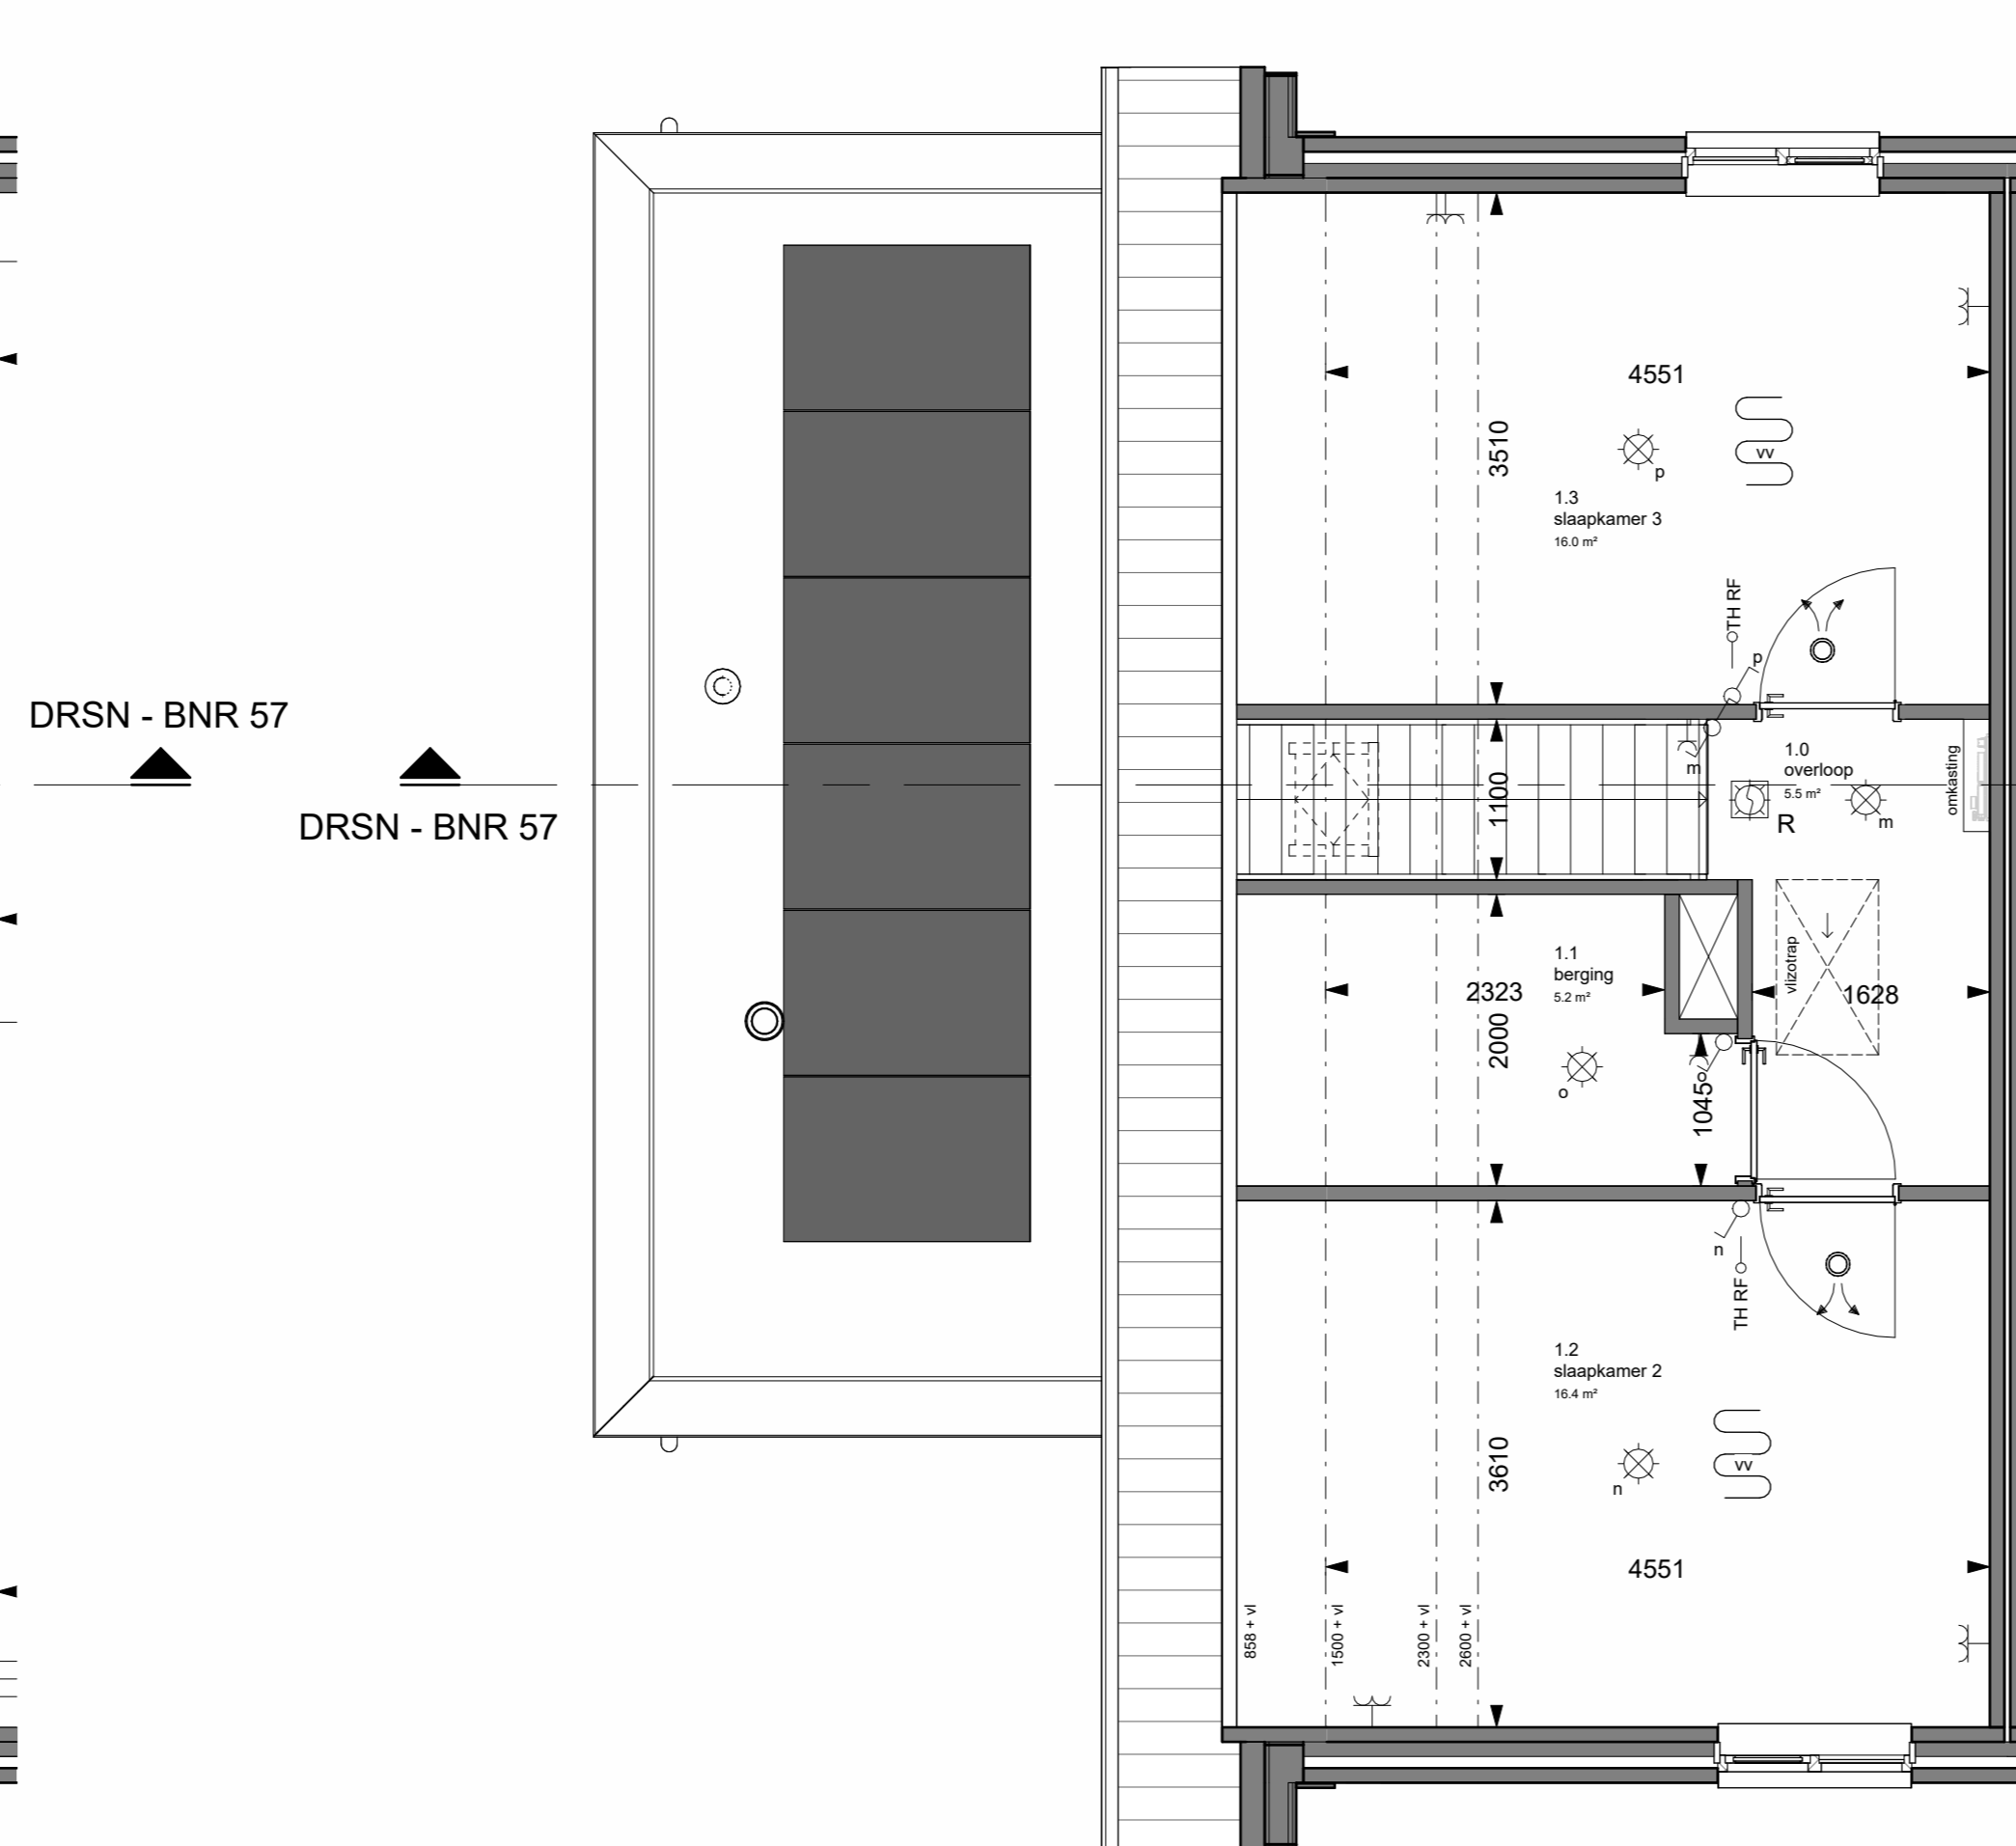 DRSN - BNR 57
DRSN - BNR 57
4551
3510
vv
p
1.3
slaapkamer 3
16.0 m²
TH RF
p
m
1100
1.0
overloop
5.5 m²
R
m
omkasting
1.1
berging
5.2 m²
2323
2000
vlizotrap
1628
o
o
1045
n
TH RF
1.2
slaapkamer 2
16.4 m²
3610
n
vv
4551
858 + vl
1500 + vl
2300 + vl
2600 + vl